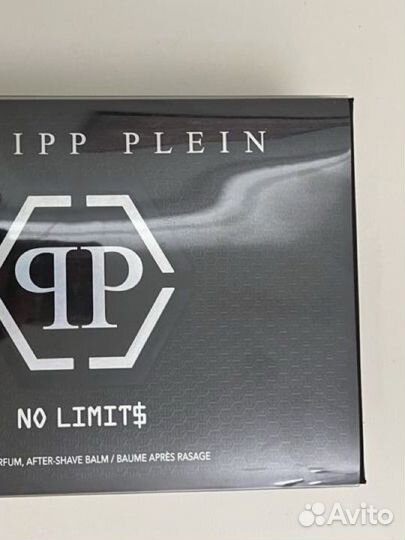 IPP PLEIN
PP
NO LIMIT$
RFUM, AFTER-SHAVE BALM / BAUME APRÈS RASAGE
Avito